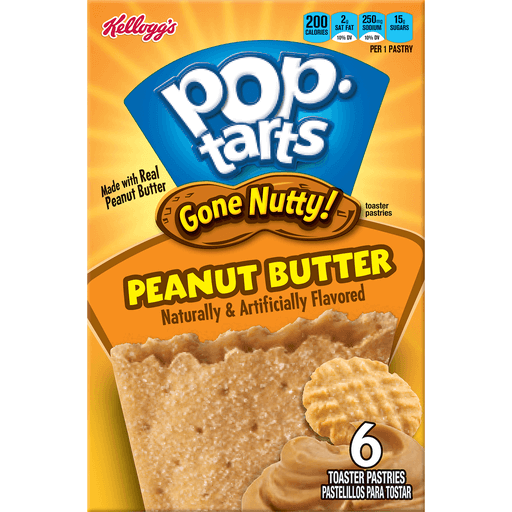 Kellogg's
200 CALORIES
2g SAT FAT 10% DV
250mg SODIUM 10% DV
15g SUGARS
PER 1 PASTRY
POP·
tarts
Made with Real
Peanut Butter
Gone Nutty!
toaster
pastries
PEANUT BUTTER
Naturally & Artificially Flavored
6
TOASTER PASTRIES
PASTELILLOS PARA TOSTAR